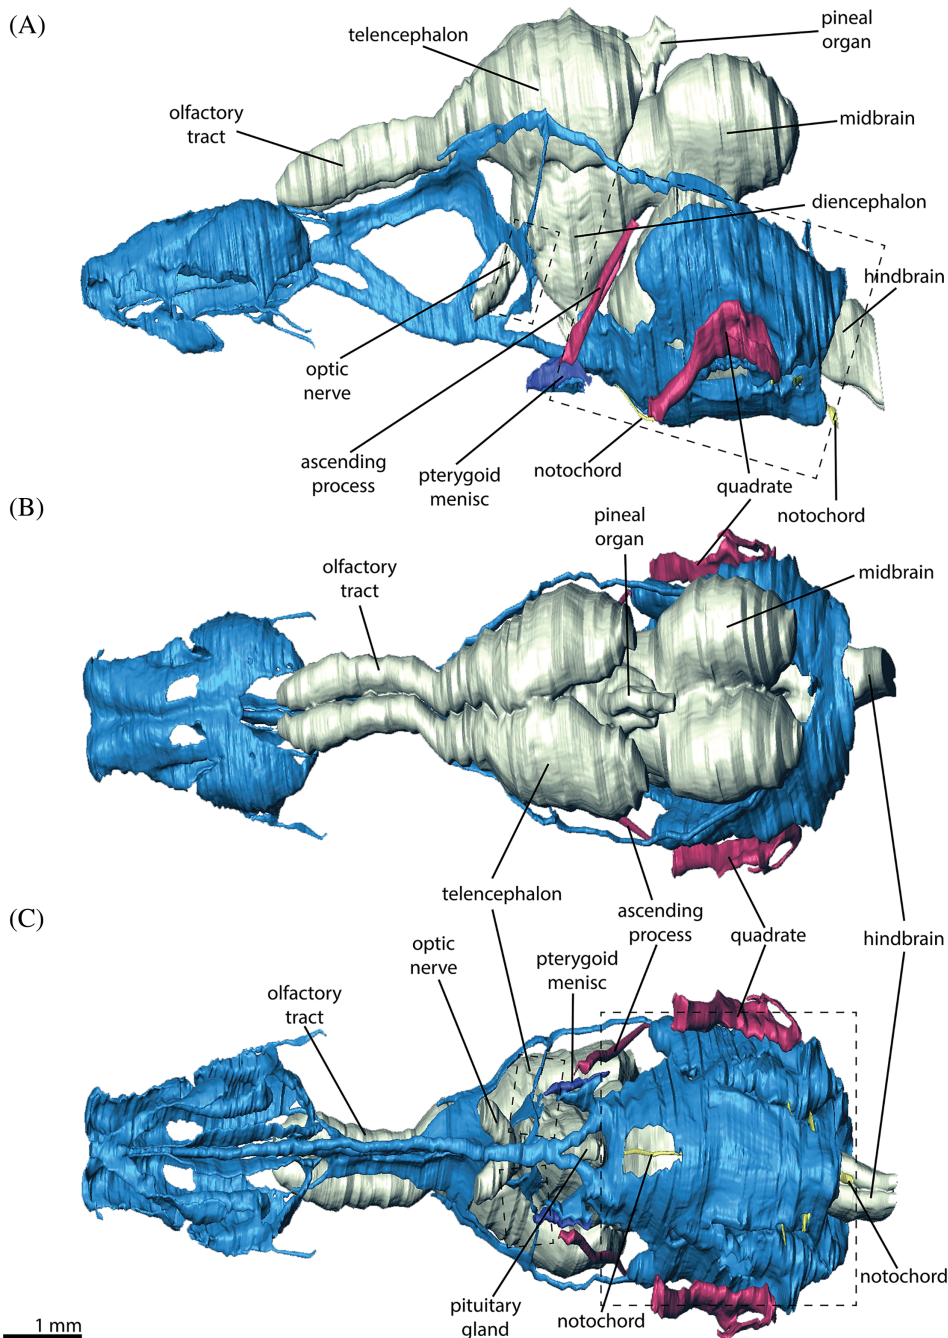 (A)
pineal
organ
telencephalon
olfactory
tract
midbrain
diencephalon
hindbrain
optic
nerve
ascending
process
pterygoid
menisc
notochord
quadrate
notochord
(B)
pineal
organ
olfactory
tract
midbrain
telencephalon
ascending
process
quadrate
hindbrain
(C)
optic
nerve
pterygoid
menisc
olfactory
tract
pituitary
gland
notochord
notochord
1 mm